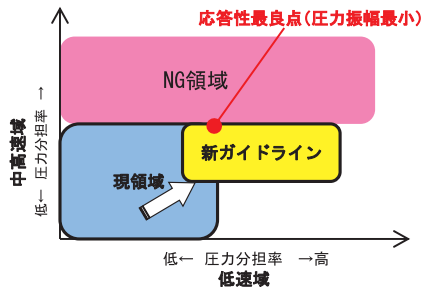 応答性最良点(圧力振幅最小)
NG領域
新ガイドライン
現領域
中高速域
低← 圧力分担率 →
低← 圧力分担率 →高
低速域